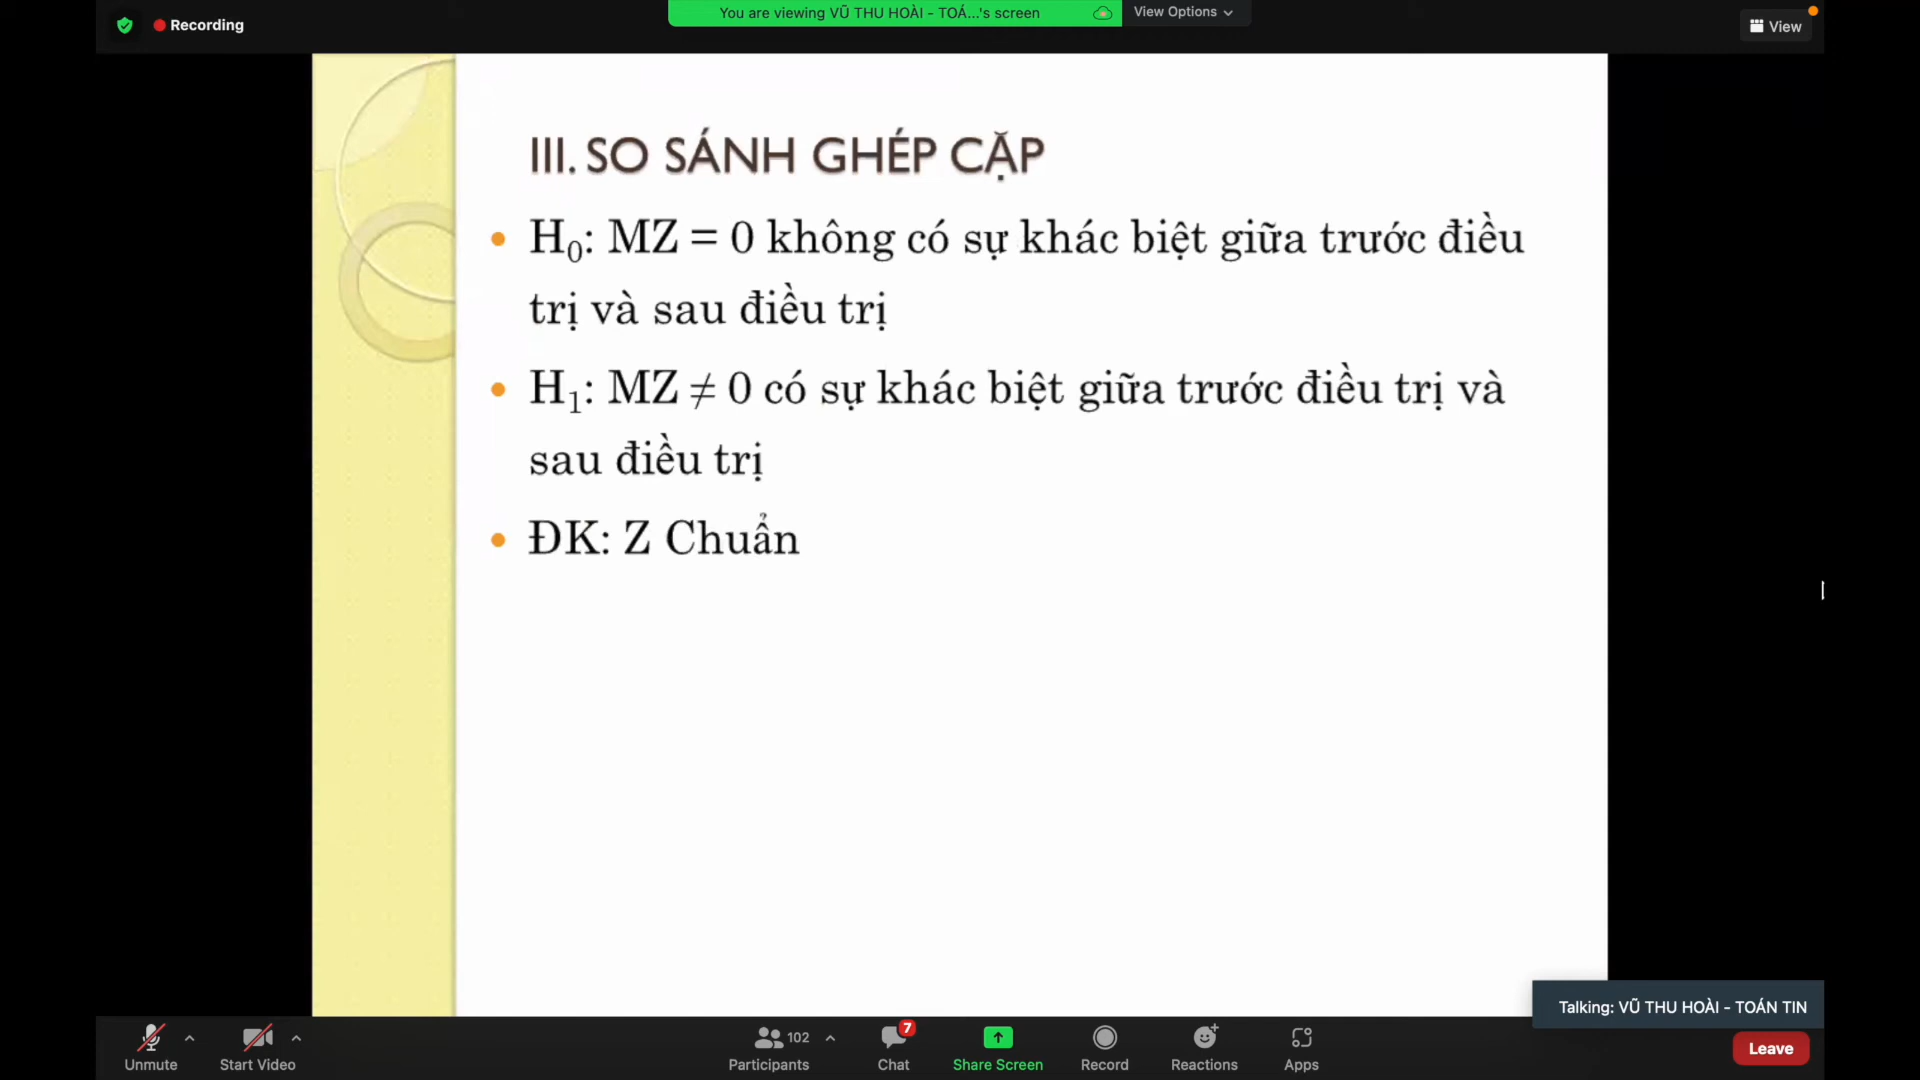 Recording
You are viewing VŨ THU HOÀI - TOÁ...'s screen
View Options
View
III. SO SÁNH GHÉP CẶP
• H₀: MZ = 0 không có sự khác biệt giữa trước điều
trị và sau điều trị
• H₁: MZ ≠ 0 có sự khác biệt giữa trước điều trị và
sau điều trị
• ĐK: Z Chuẩn
Talking: VŨ THU HOÀI - TOÁN TIN
Unmute
Start Video
102
Participants
7
Chat
Share Screen
Record
Reactions
Apps
Leave